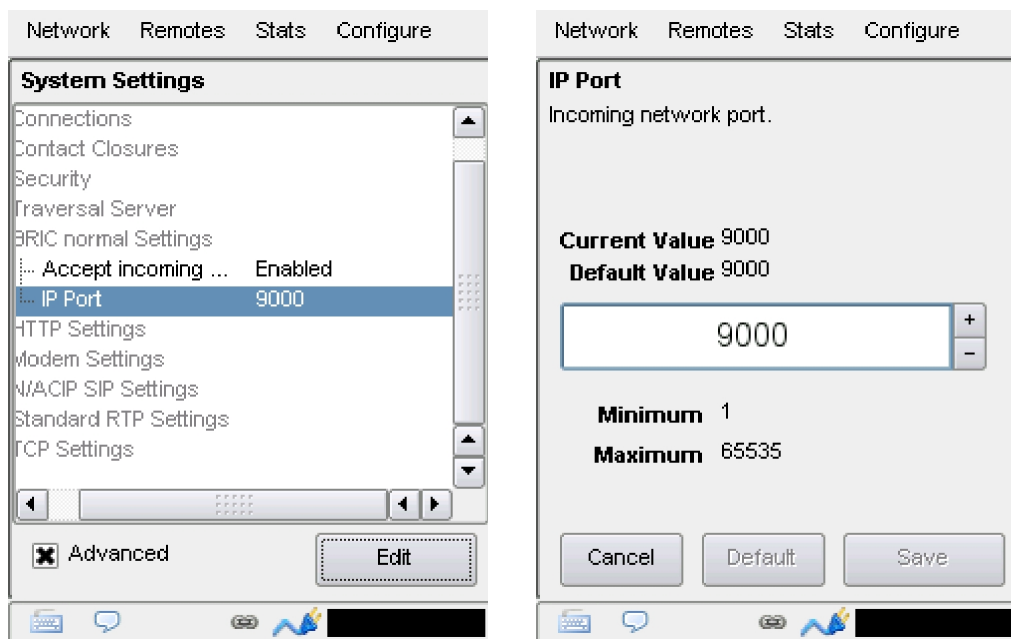 Network Remotes Stats Configure
System Settings
Connections
Contact Closures
Security
Traversal Server
BRIC normal Settings
Accept incoming ... Enabled
IP Port 9000
HTTP Settings
Modem Settings
N/ACIP SIP Settings
Standard RTP Settings
TCP Settings
Advanced Edit
Network Remotes Stats Configure
IP Port
Incoming network port.
Current Value 9000
Default Value 9000
9000
+
-
Minimum 1
Maximum 65535
Cancel Default Save